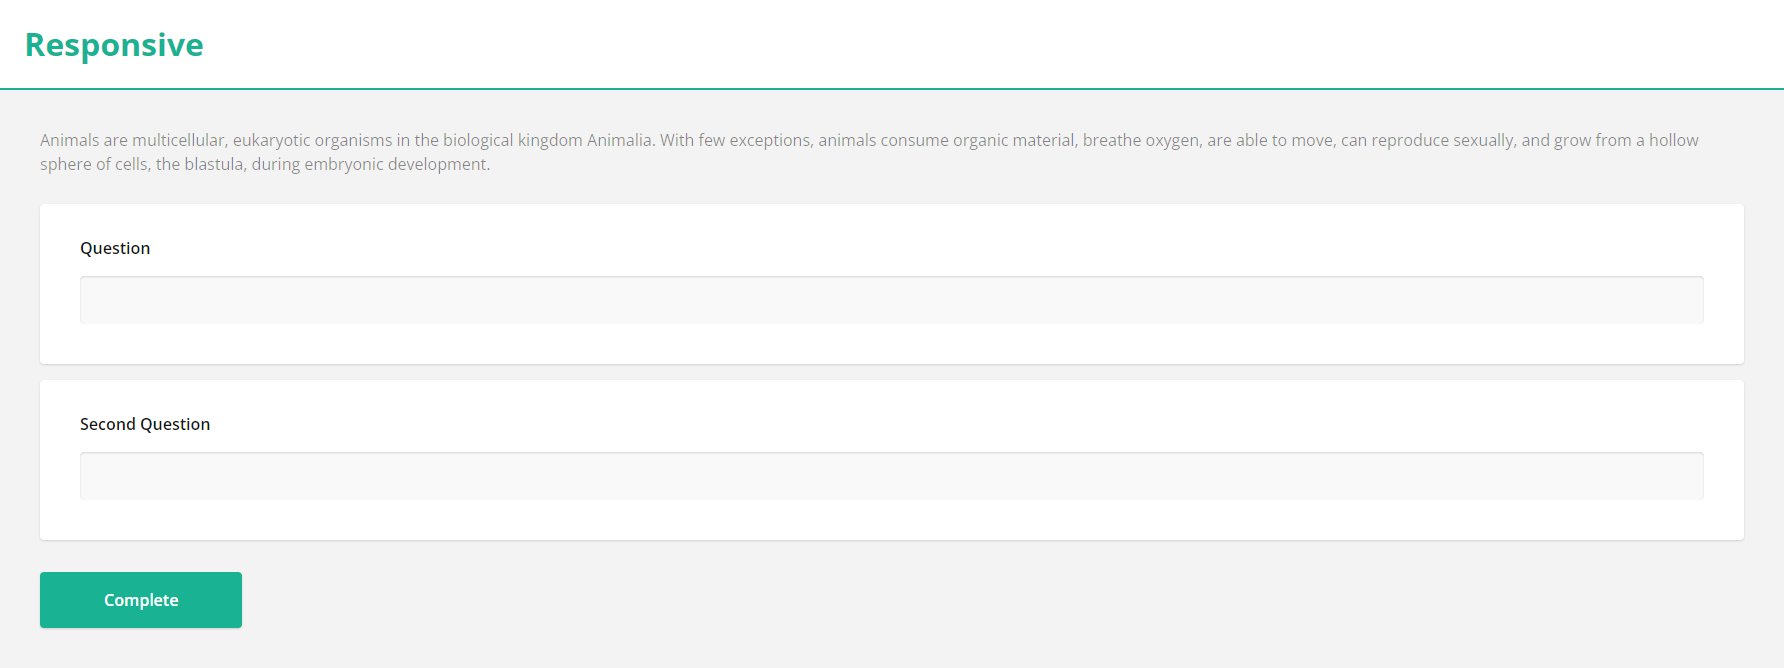 Responsive
Animals are multicellular, eukaryotic organisms in the biological kingdom Animalia. With few exceptions, animals consume organic material, breathe oxygen, are able to move, can reproduce sexually, and grow from a hollow
sphere of cells, the blastula, during embryonic development.
Question
Second Question
Complete